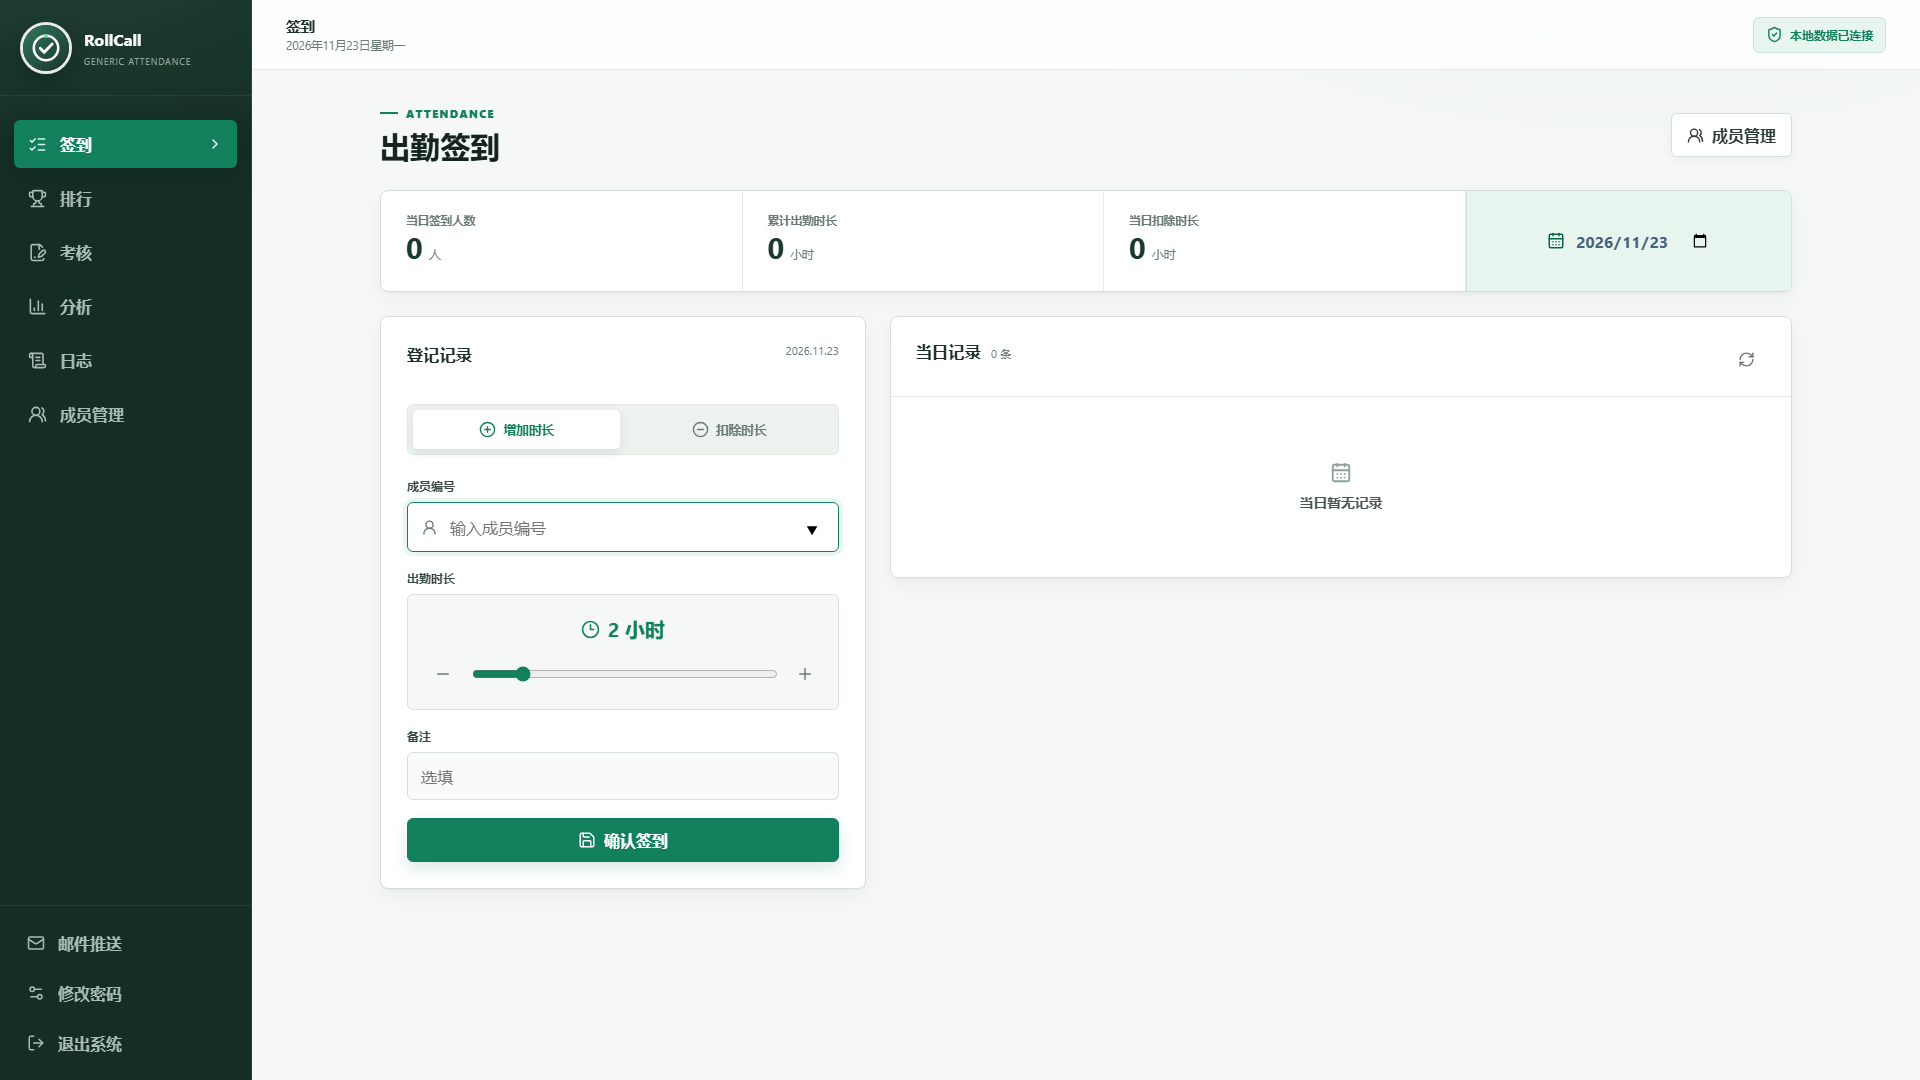 RollCall
GENERIC ATTENDANCE
签到
排行
考核
分析
日志
成员管理
邮件推送
修改密码
退出系统
签到
2026年11月23日星期一
本地数据已连接
ATTENDANCE
出勤签到
成员管理
当日签到人数
0 人
累计出勤时长
0 小时
当日扣除时长
0 小时
2026/11/23
登记记录
2026.11.23
增加时长
扣除时长
成员编号
输入成员编号
出勤时长
2 小时
备注
选填
确认签到
当日记录 0 条
当日暂无记录